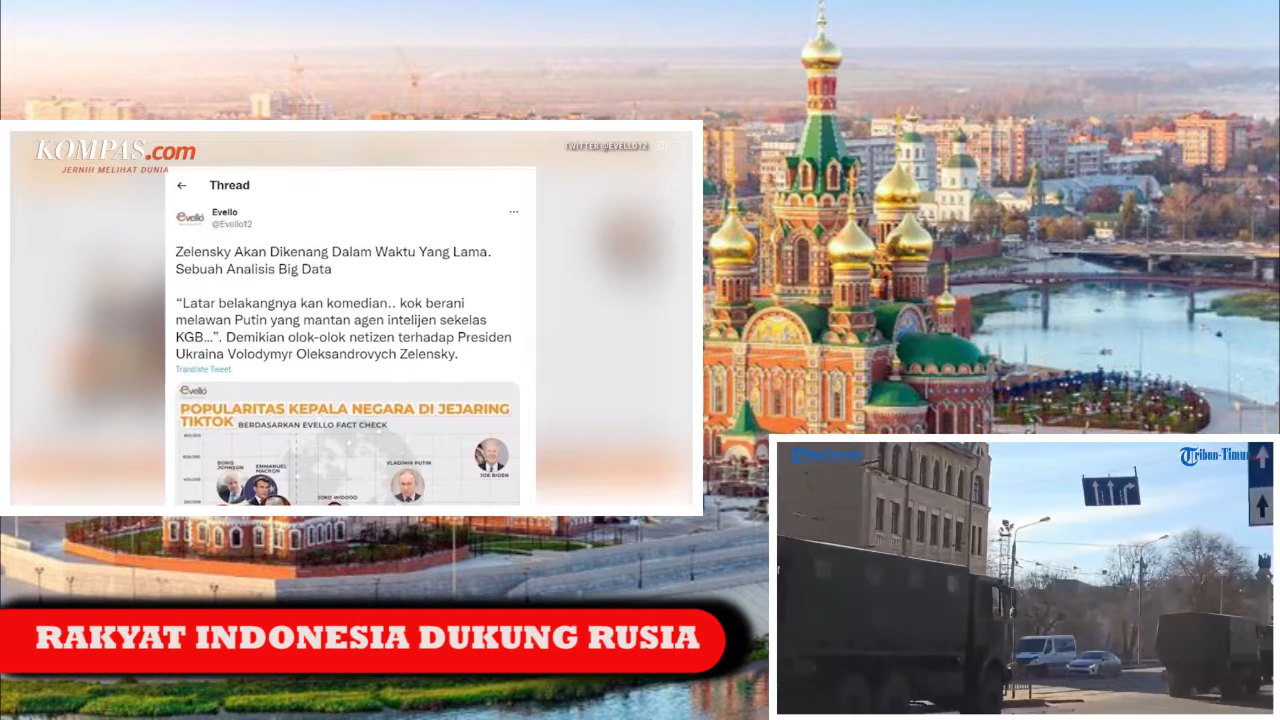 KOMPAS.com
JERNIH MELIHAT DUNIA
TWITTER @EVELLO12
Thread
Evello
Evello
@Evello12
Zelensky Akan Dikenang Dalam Waktu Yang Lama.
Sebuah Analisis Big Data
“Latar belakangnya kan komedian.. kok berani
melawan Putin yang mantan agen intelijen sekelas
KGB...”. Demikian olok-olok netizen terhadap Presiden
Ukraina Volodymyr Oleksandrovych Zelensky.
Translate Tweet
Evello
POPULARITAS KEPALA NEGARA DI JEJARING
TIKTOK BERDASARKAN EVELLO FACT CHECK
BORIS
JOHNSON
EMMANUEL
MACRON
JOKO WIDODO
VLADIMIR PUTIN
JOE BIDEN
Tribun-Timur
RAKYAT INDONESIA DUKUNG RUSIA